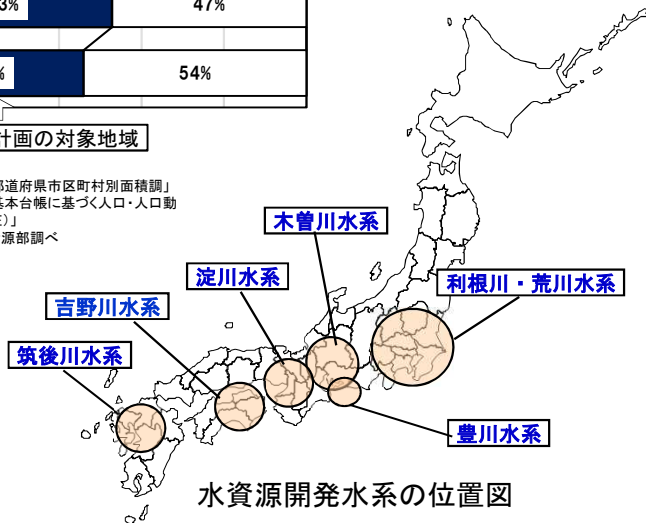 3%
47%
%
54%
計画の対象地域
都道府県市区町村別面積調」
基本台帳に基づく人口・人口動
)」
源部調べ
木曽川水系
淀川水系
利根川・荒川水系
吉野川水系
筑後川水系
豊川水系
水資源開発水系の位置図